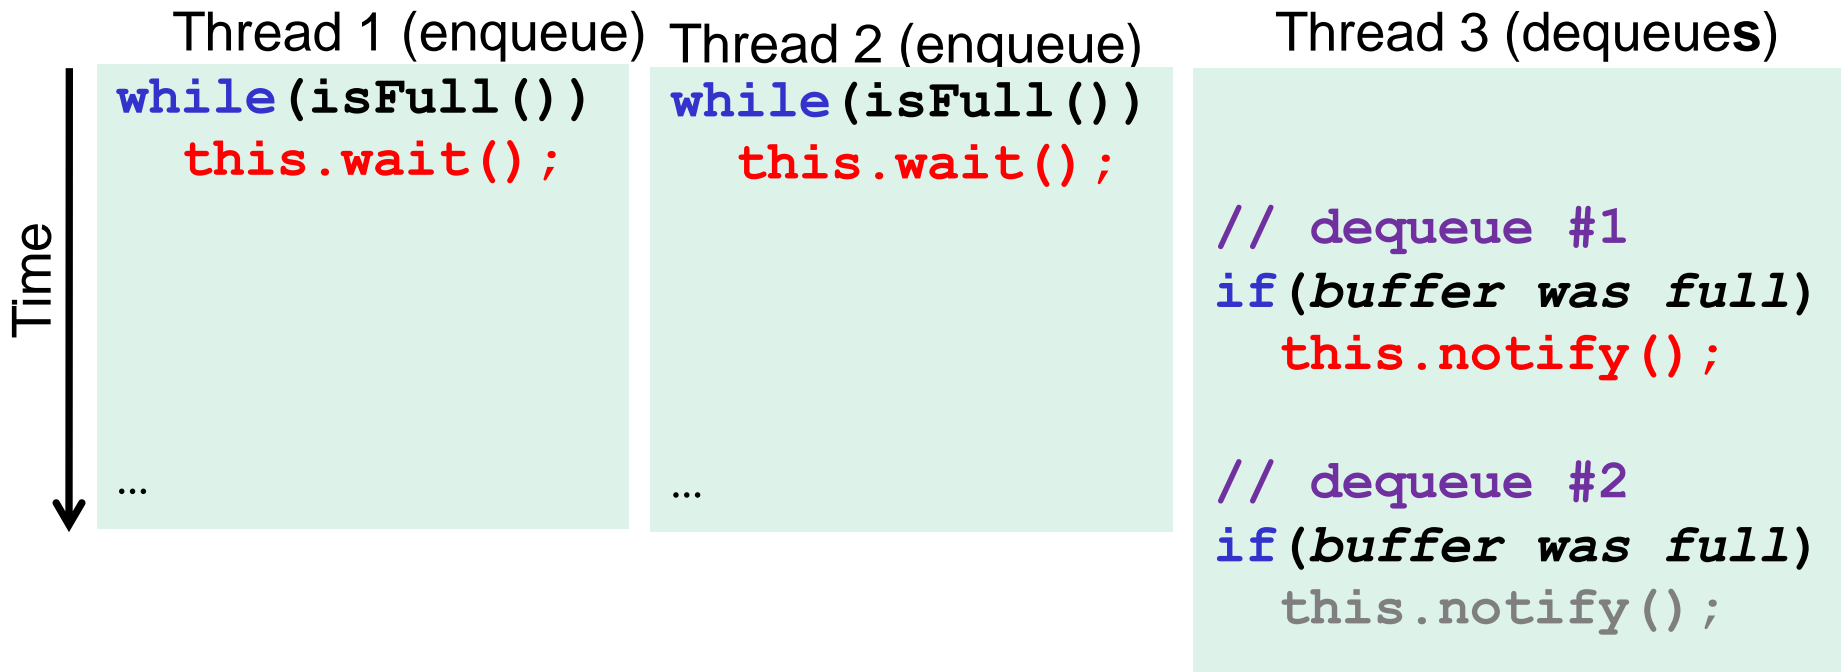 Thread 1 (enqueue)
while(isFull())
this.wait();
…
Thread 2 (enqueue)
while(isFull())
this.wait();
…
Thread 3 (dequeues)
// dequeue #1
if(buffer was full)
this.notify();
// dequeue #2
if(buffer was full)
this.notify();
Time